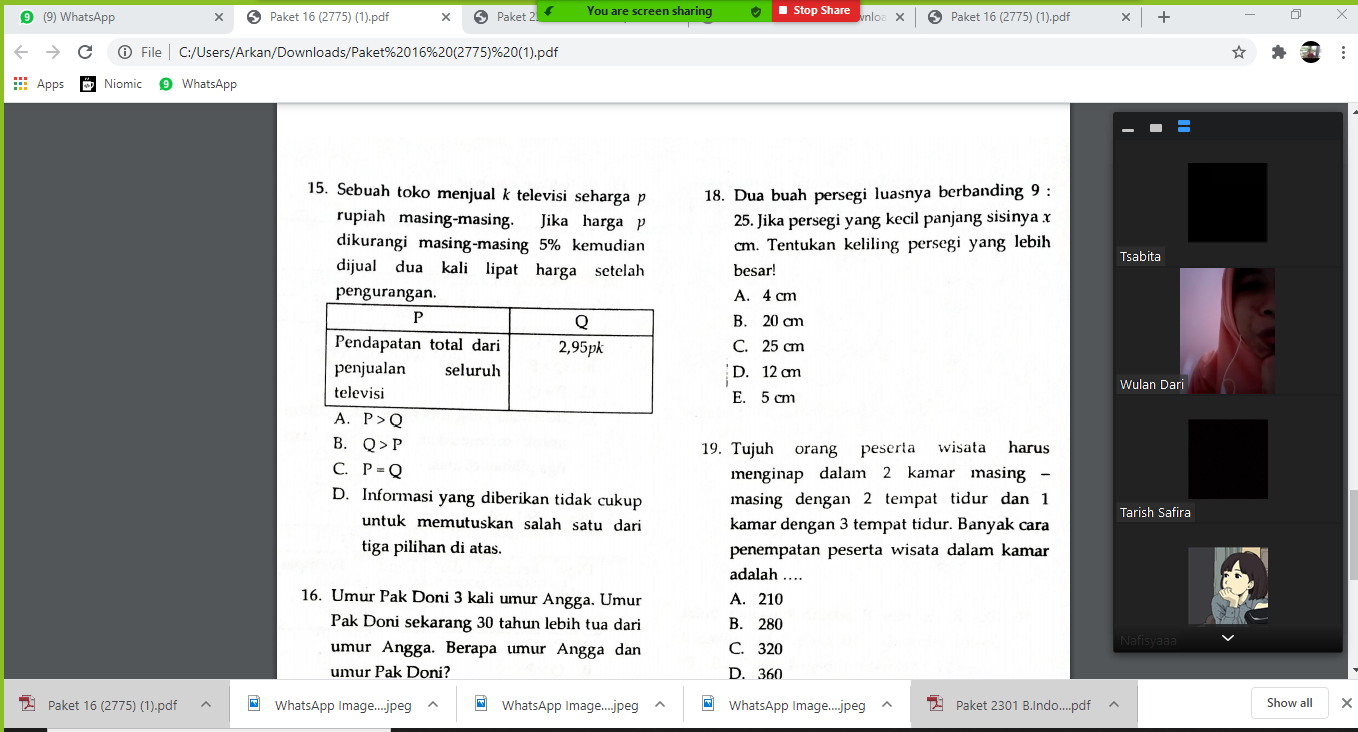 (9) WhatsApp
Paket 16 (2775) (1).pdf
Paket 2
You are screen sharing
Stop Share
Paket 16 (2775) (1).pdf
File
C:/Users/Arkan/Downloads/Paket%2016%20(2775)%20(1).pdf
Apps
Niomic
WhatsApp
15. Sebuah toko menjual k televisi seharga p
rupiah masing-masing. Jika harga p
dikurangi masing-masing 5% kemudian
dijual dua kali lipat harga setelah
pengurangan.
P
Q
Pendapatan total dari
penjualan seluruh
televisi
2,95pk
A. P > Q
B. Q > P
C. P = Q
D. Informasi yang diberikan tidak cukup
untuk memutuskan salah satu dari
tiga pilihan di atas.
16. Umur Pak Doni 3 kali umur Angga. Umur
Pak Doni sekarang 30 tahun lebih tua dari
umur Angga. Berapa umur Angga dan
umur Pak Doni?
18. Dua buah persegi luasnya berbanding 9 :
25. Jika persegi yang kecil panjang sisinya x
cm. Tentukan keliling persegi yang lebih
besar!
A. 4 cm
B. 20 cm
C. 25 cm
D. 12 cm
E. 5 cm
19. Tujuh orang peserta wisata harus
menginap dalam 2 kamar masing –
masing dengan 2 tempat tidur dan 1
kamar dengan 3 tempat tidur. Banyak cara
penempatan peserta wisata dalam kamar
adalah ....
A. 210
B. 280
C. 320
D. 360
Tsabita
Wulan Dari
Tarish Safira
Nafisyaaa
Paket 16 (2775) (1).pdf
WhatsApp Image....jpeg
WhatsApp Image....jpeg
WhatsApp Image....jpeg
Paket 2301 B.Indo....pdf
Show all